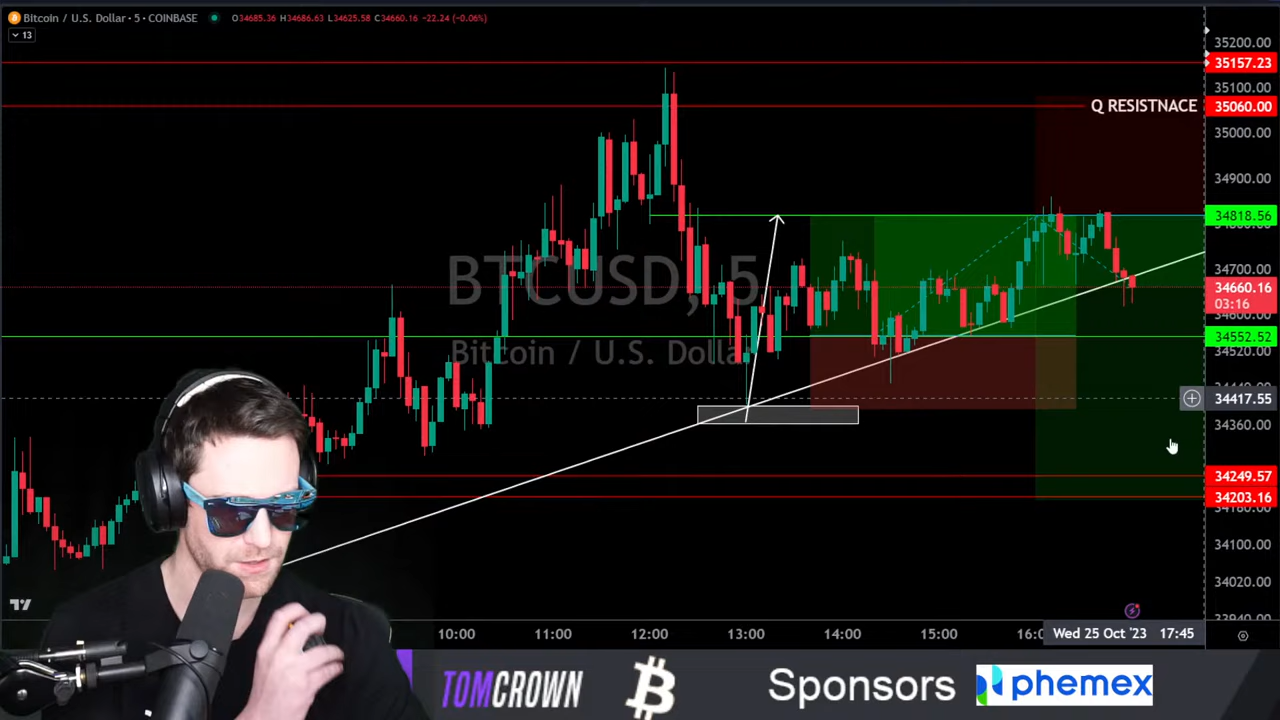 Bitcoin / U.S. Dollar · 5 · COINBASE
O34685.36 H34686.63 L34625.58 C34660.16 −22.24 (−0.06%)
13
35200.00
35157.23
35100.00
Q RESISTNACE
35060.00
35000.00
34900.00
34818.56
34700.00
BTCUSD, 5
34660.16
03:16
34600.00
34552.52
Bitcoin / U.S. Dolla
34520.00
34417.55
34360.00
34249.57
34203.16
34100.00
34020.00
10:00 11:00 12:00 13:00 14:00 15:00 16:0 Wed 25 Oct '23 17:45
TOMCROWN Sponsors phemex